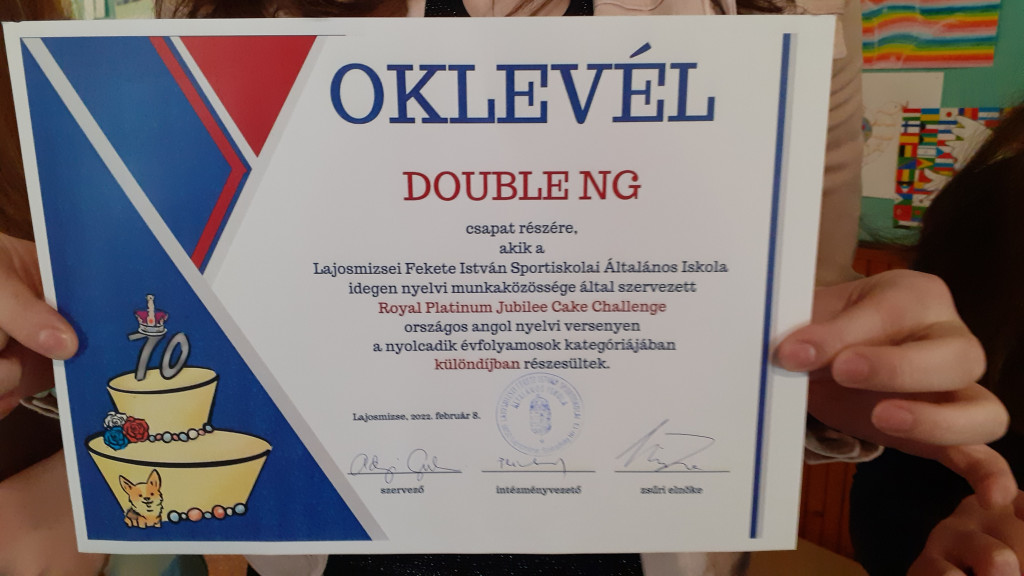 OKLEVÉL
DOUBLE NG
csapat részére,
akik a
Lajosmizsei Fekete István Sportiskolai Általános Iskola
idegen nyelvi munkaközössége által szervezett
Royal Platinum Jubilee Cake Challenge
országos angol nyelvi versenyen
a nyolcadik évfolyamosok kategóriájában
különdíjban részesültek.
Lajosmizse, 2022. február 8.
szervező intézményvezető zsűri elnöke
70